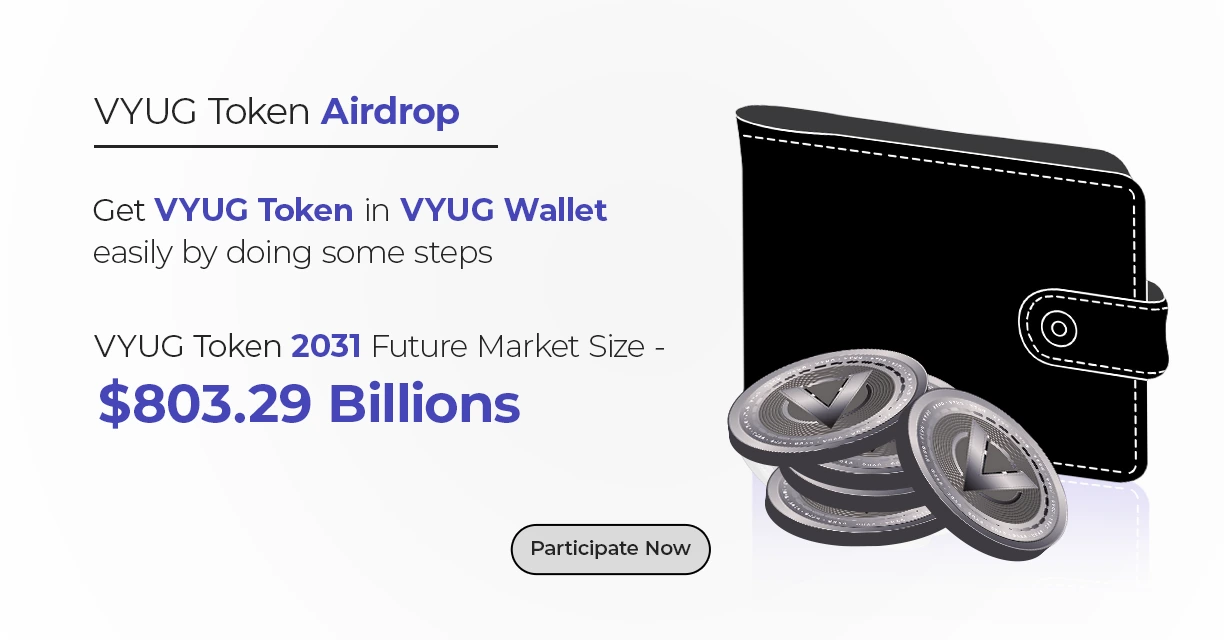 VYUG Token Airdrop
Get VYUG Token in VYUG Wallet
easily by doing some steps
VYUG Token 2031 Future Market Size -
$803.29 Billions
Participate Now